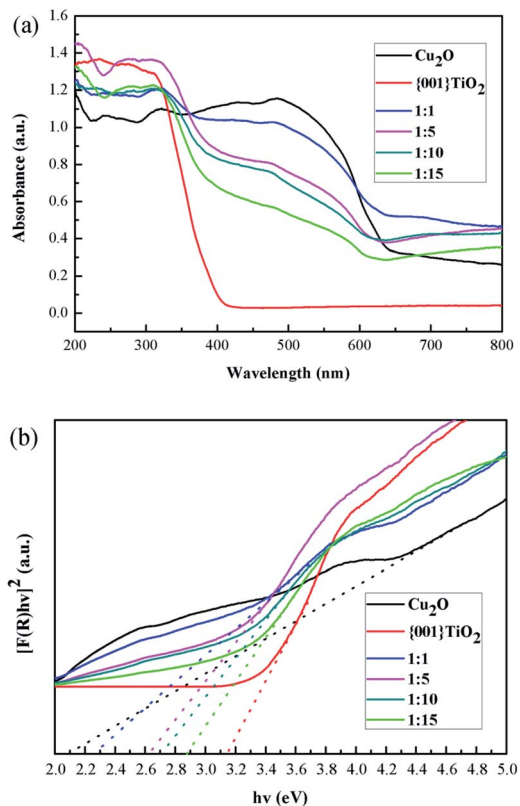 (a)
1.6
1.4
1.2
1.0
0.8
0.6
0.4
0.2
0.0
Absorbance (a.u.)
Cu₂O
{001}TiO₂
1:1
1:5
1:10
1:15
200 300 400 500 600 700 800
Wavelength (nm)
(b)
[F(R)hv]² (a.u.)
Cu₂O
{001}TiO₂
1:1
1:5
1:10
1:15
2.0 2.4 2.8 3.2 3.6 4.0 4.4 4.8
2.0 2.4 2.6 3.0 3.2 3.6 3.8 4.2 4.6 5.0
hv (eV)